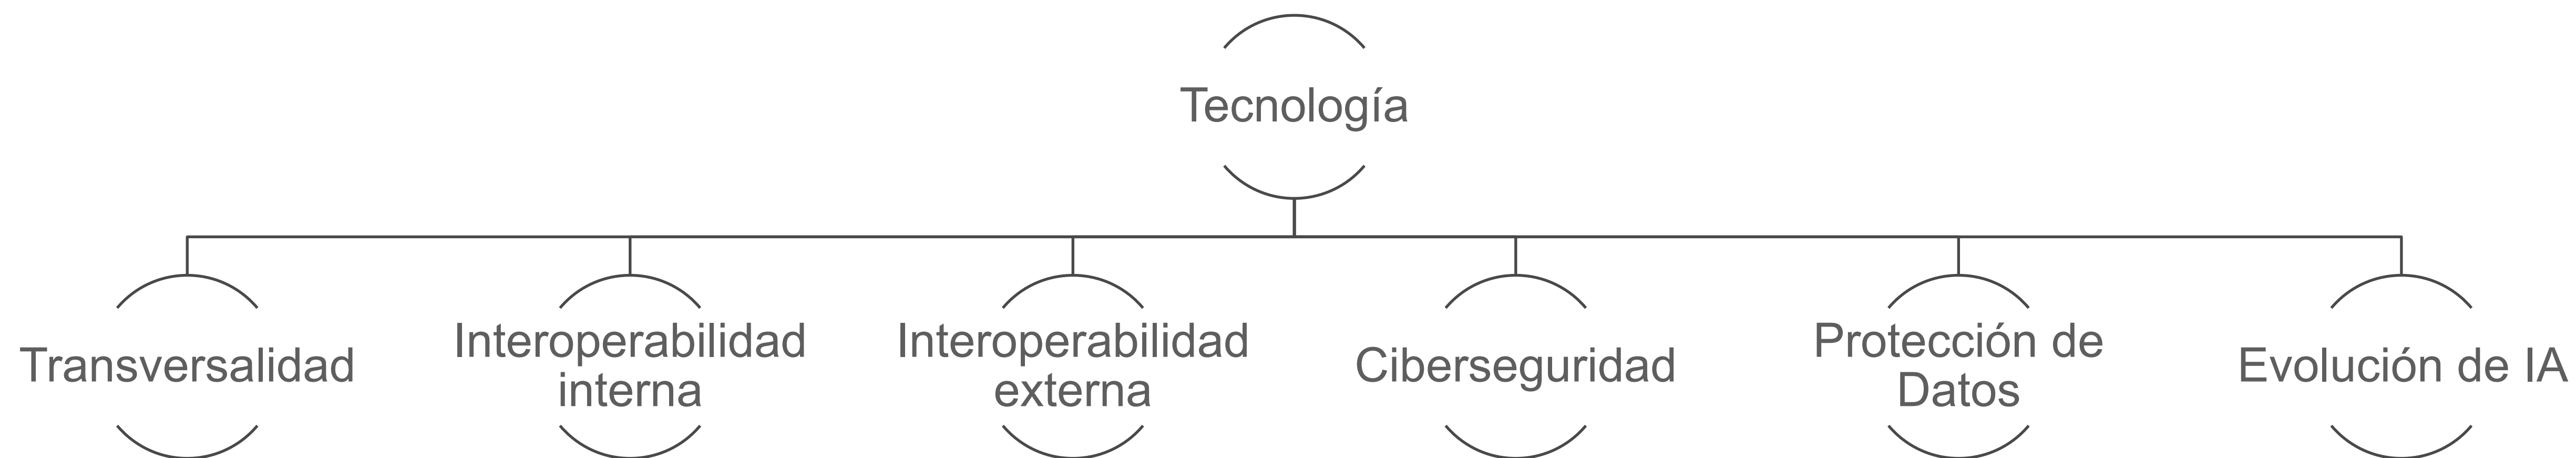 Tecnología
Transversalidad
Interoperabilidad
interna
Interoperabilidad
externa
Ciberseguridad
Protección de
Datos
Evolución de IA